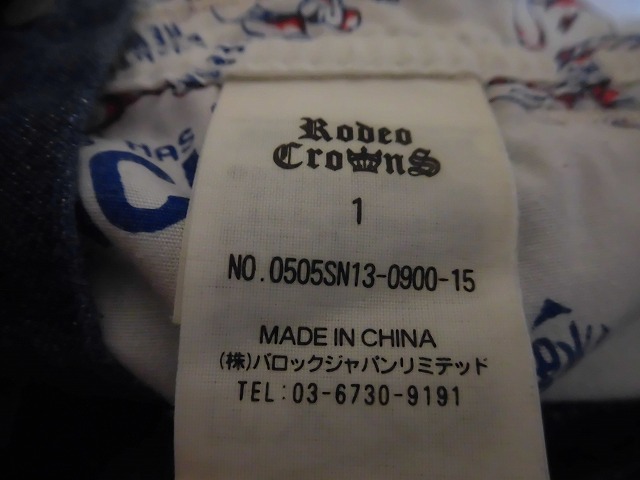 Rodeo
CroWnS
1
NO.0505SN13-0900-15
MADE IN CHINA
(株)バロックジャパンリミテッド
TEL:03-6730-9191